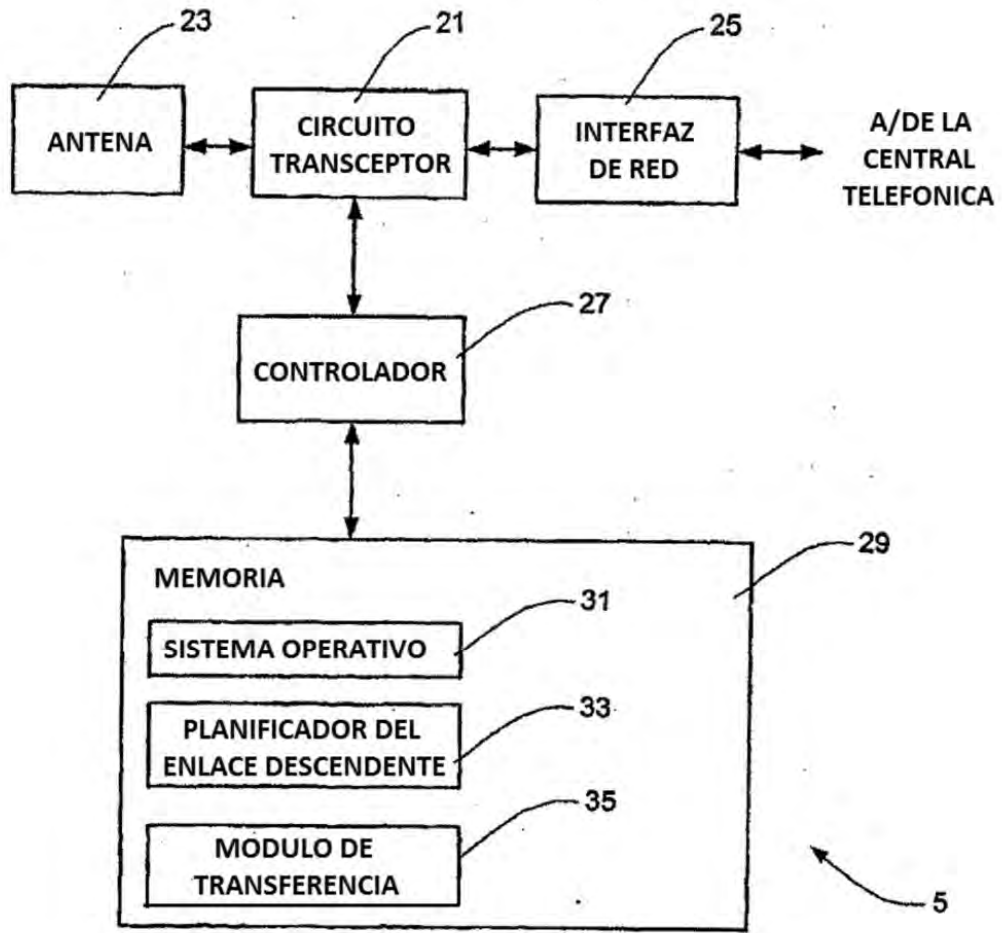 23
21
25
ANTENA
CIRCUITO
TRANSCEPTOR
INTERFAZ
DE RED
A/DE LA
CENTRAL
TELEFONICA
27
CONTROLADOR
29
MEMORIA
31
SISTEMA OPERATIVO
33
PLANIFICADOR DEL
ENLACE DESCENDENTE
35
MODULO DE
TRANSFERENCIA
5